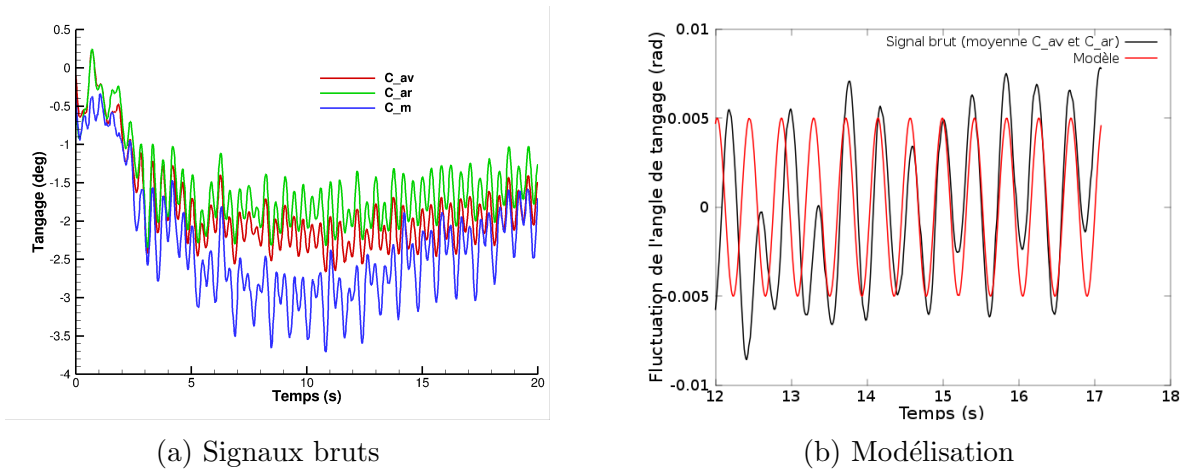 0.5
0
-0.5
-1
-1.5
-2
-2.5
-3
-3.5
-4
Tangage (deg)
C_av
C_ar
C_m
0
5
10
15
20
Temps (s)
(a) Signaux bruts
0.01
0.005
0
-0.005
-0.01
Fluctuation de l'angle de tangage (rad)
Signal brut (moyenne C_av et C_ar)
Modèle
12
13
14
15
16
17
18
Temps (s)
(b) Modélisation